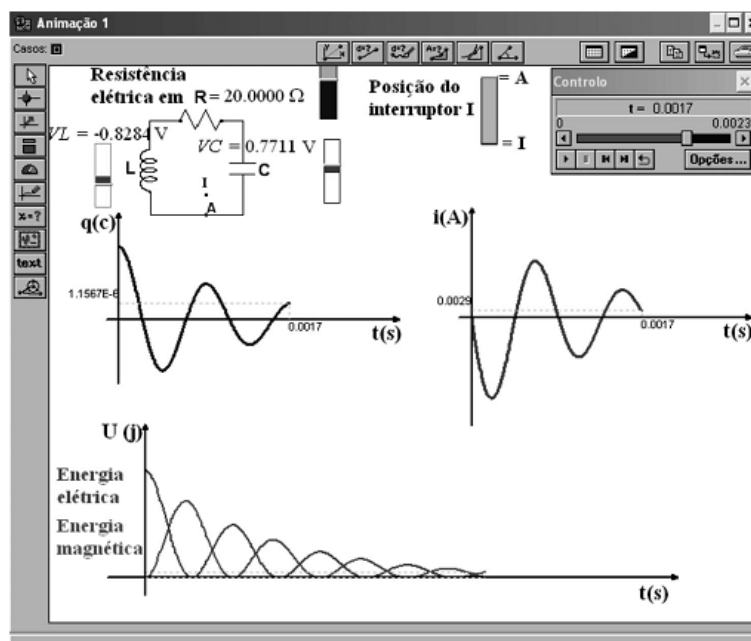 Animação 1
Casos:
Resistência
elétrica em R = 20.0000 Ω
VL = -0.8284 V
VC = 0.7711 V
L
C
I
A
Posição do
interruptor I
= A
= I
Controlo
t = 0.0017
0
0.0023
Opções...
x=?
text
q(c)
1.1567E-6
0.0017
t(s)
i(A)
0.0029
0.0017
t(s)
U (j)
Energia
elétrica
Energia
magnética
t(s)